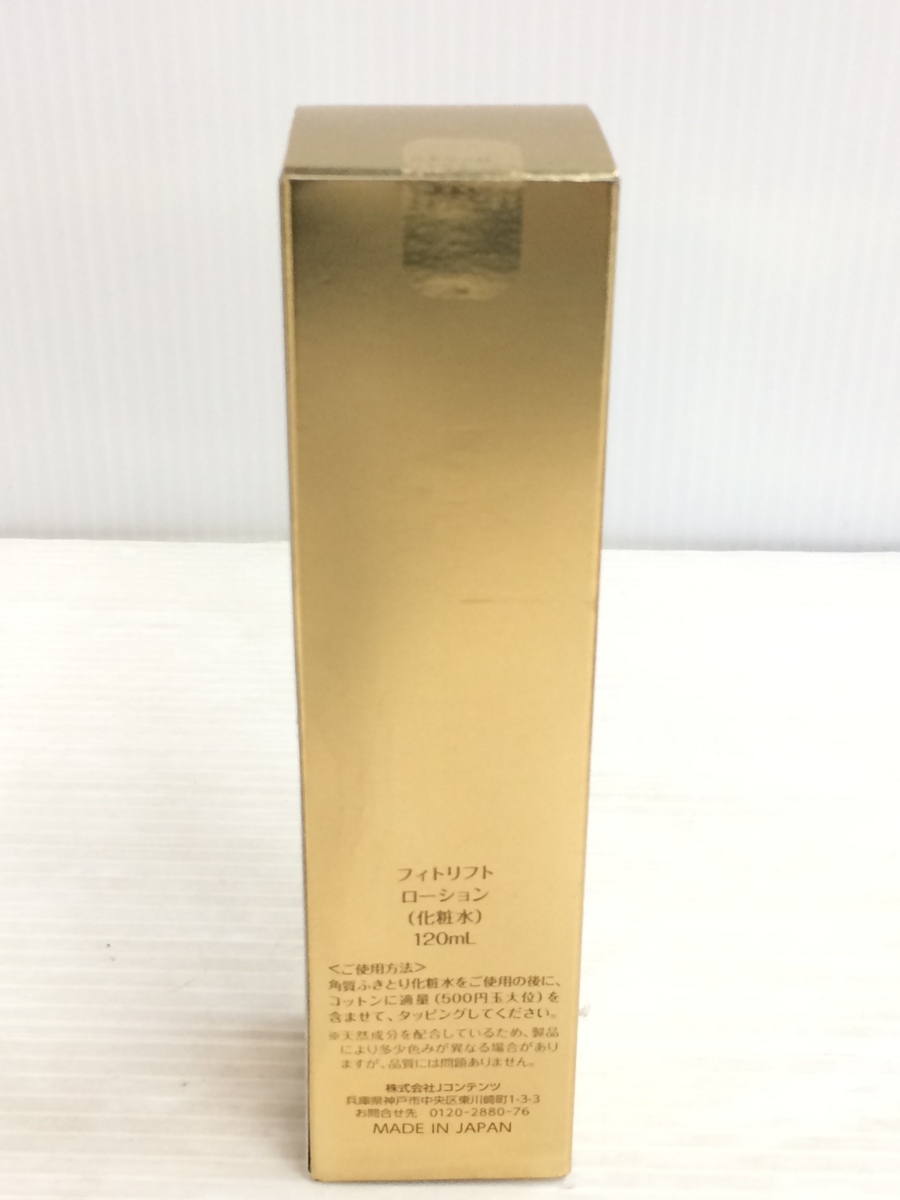 フィトリフト
ローション
(化粧水)
120mL
<ご使用方法>
角質ふきとり化粧水をご使用の後に、
コットンに適量(500円玉大位)を
含ませて、タッピングしてください。
※天然成分を配合しているため、製品
により多少色みが異なる場合があり
ますが、品質には問題ありません。
株式会社Jコンテンツ
兵庫県神戸市中央区東川崎町1-3-3
お問合せ先 0120-2880-76
MADE IN JAPAN